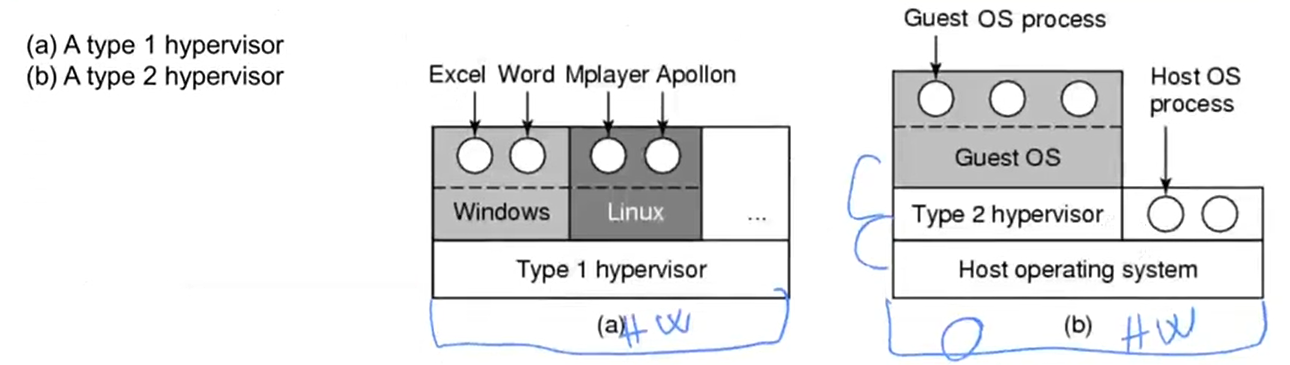 (a) A type 1 hypervisor
(b) A type 2 hypervisor
Excel Word Mplayer Apollon
Windows
Linux
...
Type 1 hypervisor
(a)
HW
Guest OS process
Host OS
process
Guest OS
Type 2 hypervisor
Host operating system
(b)
HW